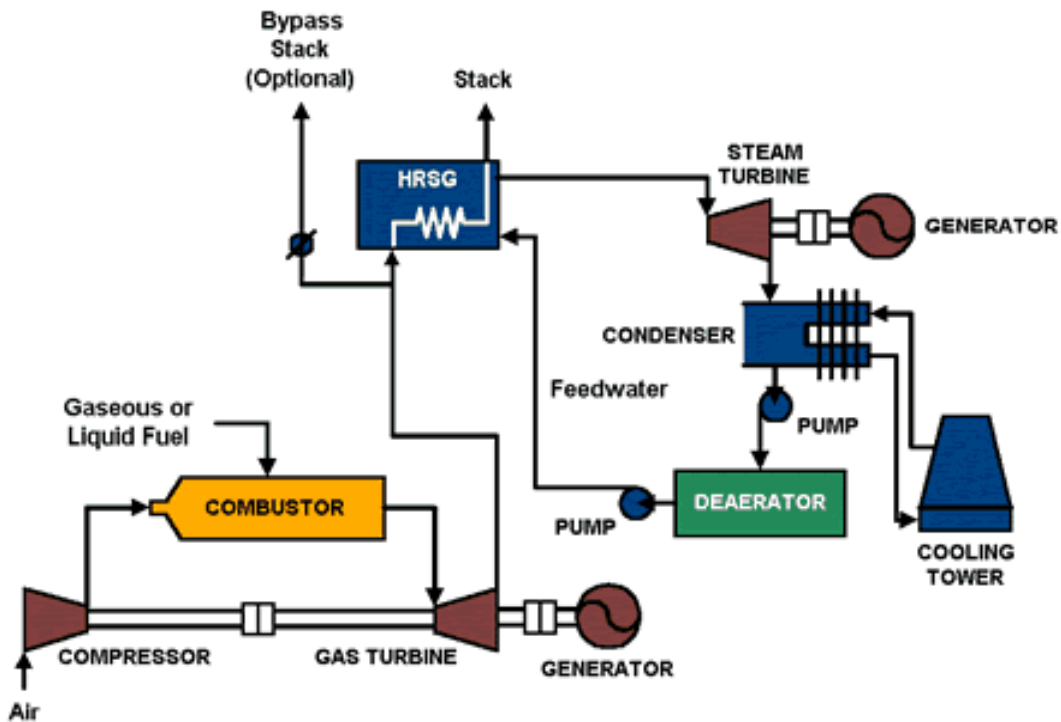 Bypass
Stack
(Optional)
Stack
HRSG
STEAM
TURBINE
GENERATOR
CONDENSER
Feedwater
Gaseous or
Liquid Fuel
PUMP
COMBUSTOR
DEAERATOR
PUMP
COOLING
TOWER
COMPRESSOR
GAS TURBINE
GENERATOR
Air